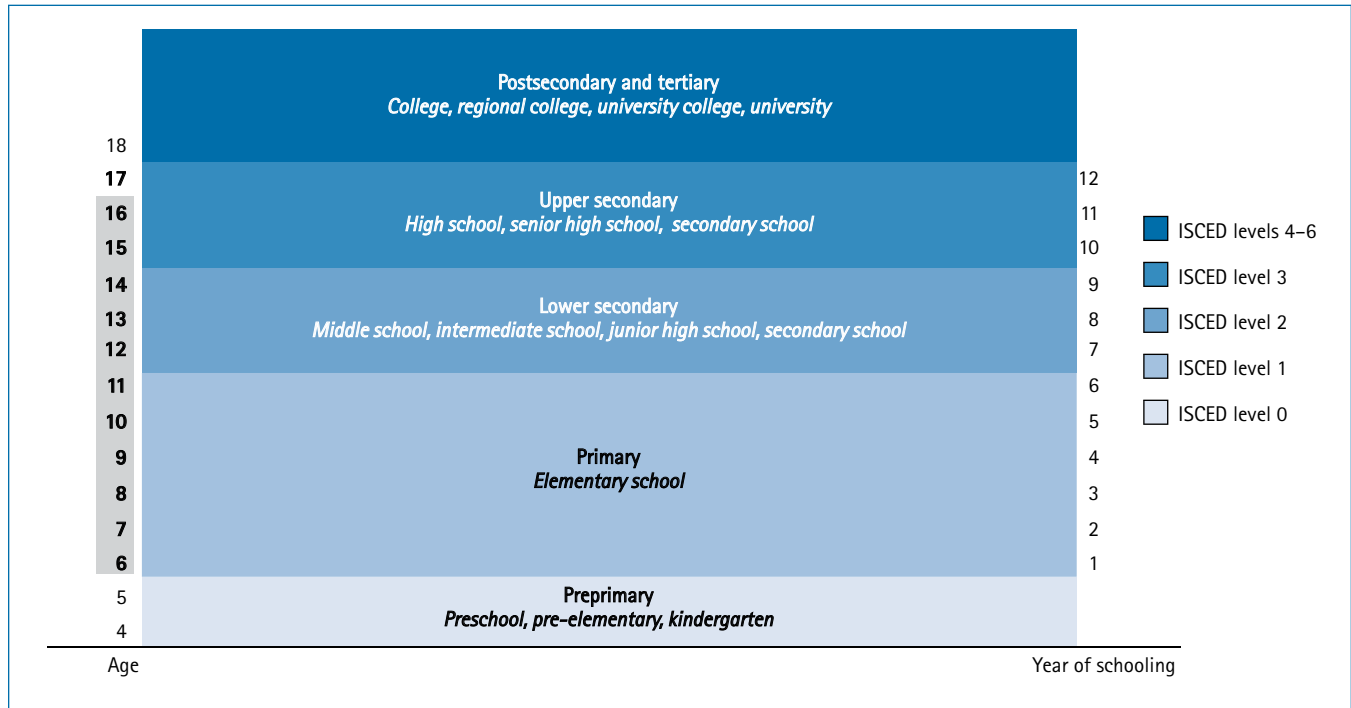 Postsecondary and tertiary
College, regional college, university college, university
18
17 12
Upper secondary
16 11
High school, senior high school, secondary school
15 10
14 9
Lower secondary
13 8
Middle school, intermediate school, junior high school, secondary school
12 7
11 6
10 5
9 4
Primary
Elementary school
8 3
7 2
6 1
5
Preprimary
Preschool, pre-elementary, kindergarten
4
Age Year of schooling
ISCED levels 4–6
ISCED level 3
ISCED level 2
ISCED level 1
ISCED level 0